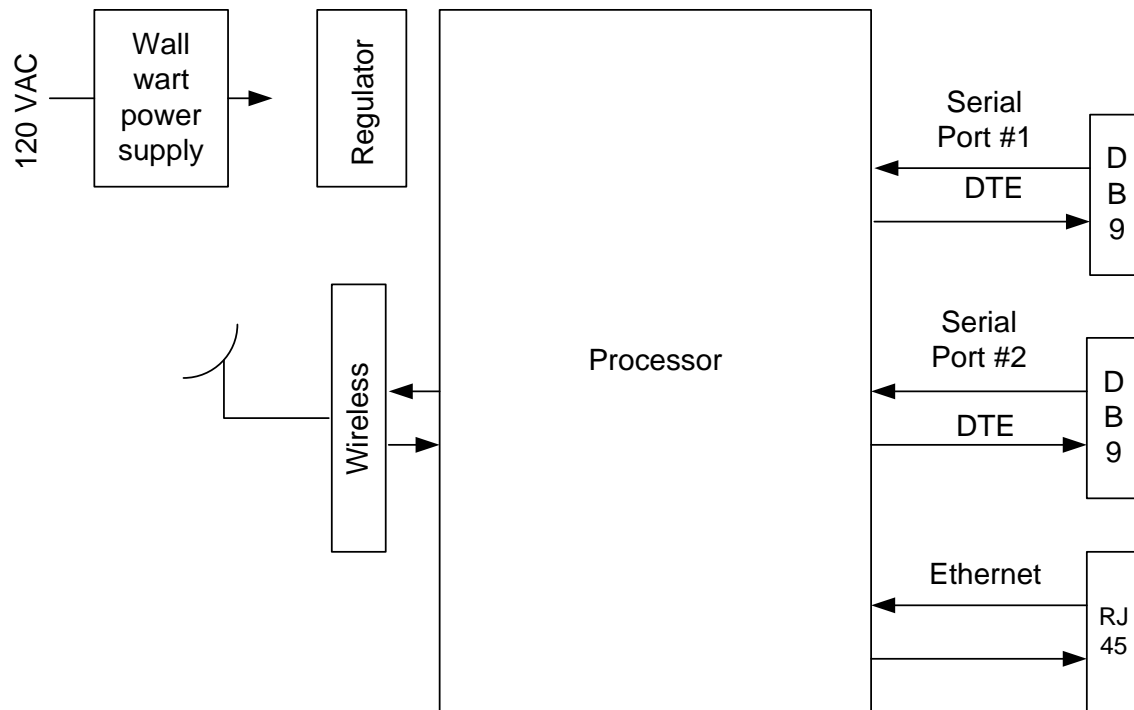 120 VAC
Wall
wart
power
supply
Regulator
Serial
Port #1
DTE
D
B
9
Wireless
Processor
Serial
Port #2
DTE
D
B
9
Ethernet
RJ
45